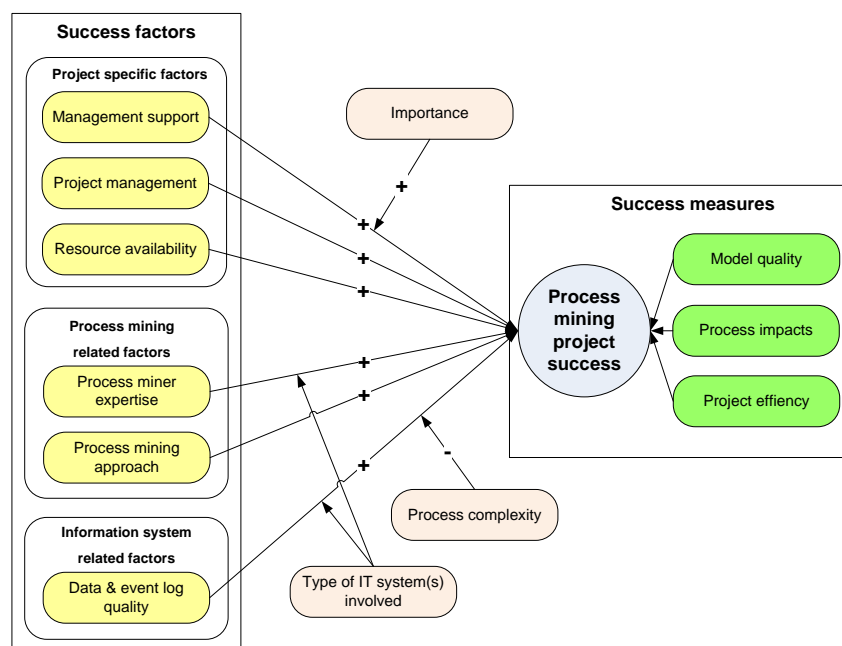 Success factors
Project specific factors
Management support
Project management
Resource availability
Process mining
related factors
Process miner
expertise
Process mining
approach
Information system
related factors
Data & event log
quality
Importance
+
+
+
+
+
+
+
-
Process complexity
Type of IT system(s)
involved
Success measures
Process
mining
project
success
Model quality
Process impacts
Project effiency